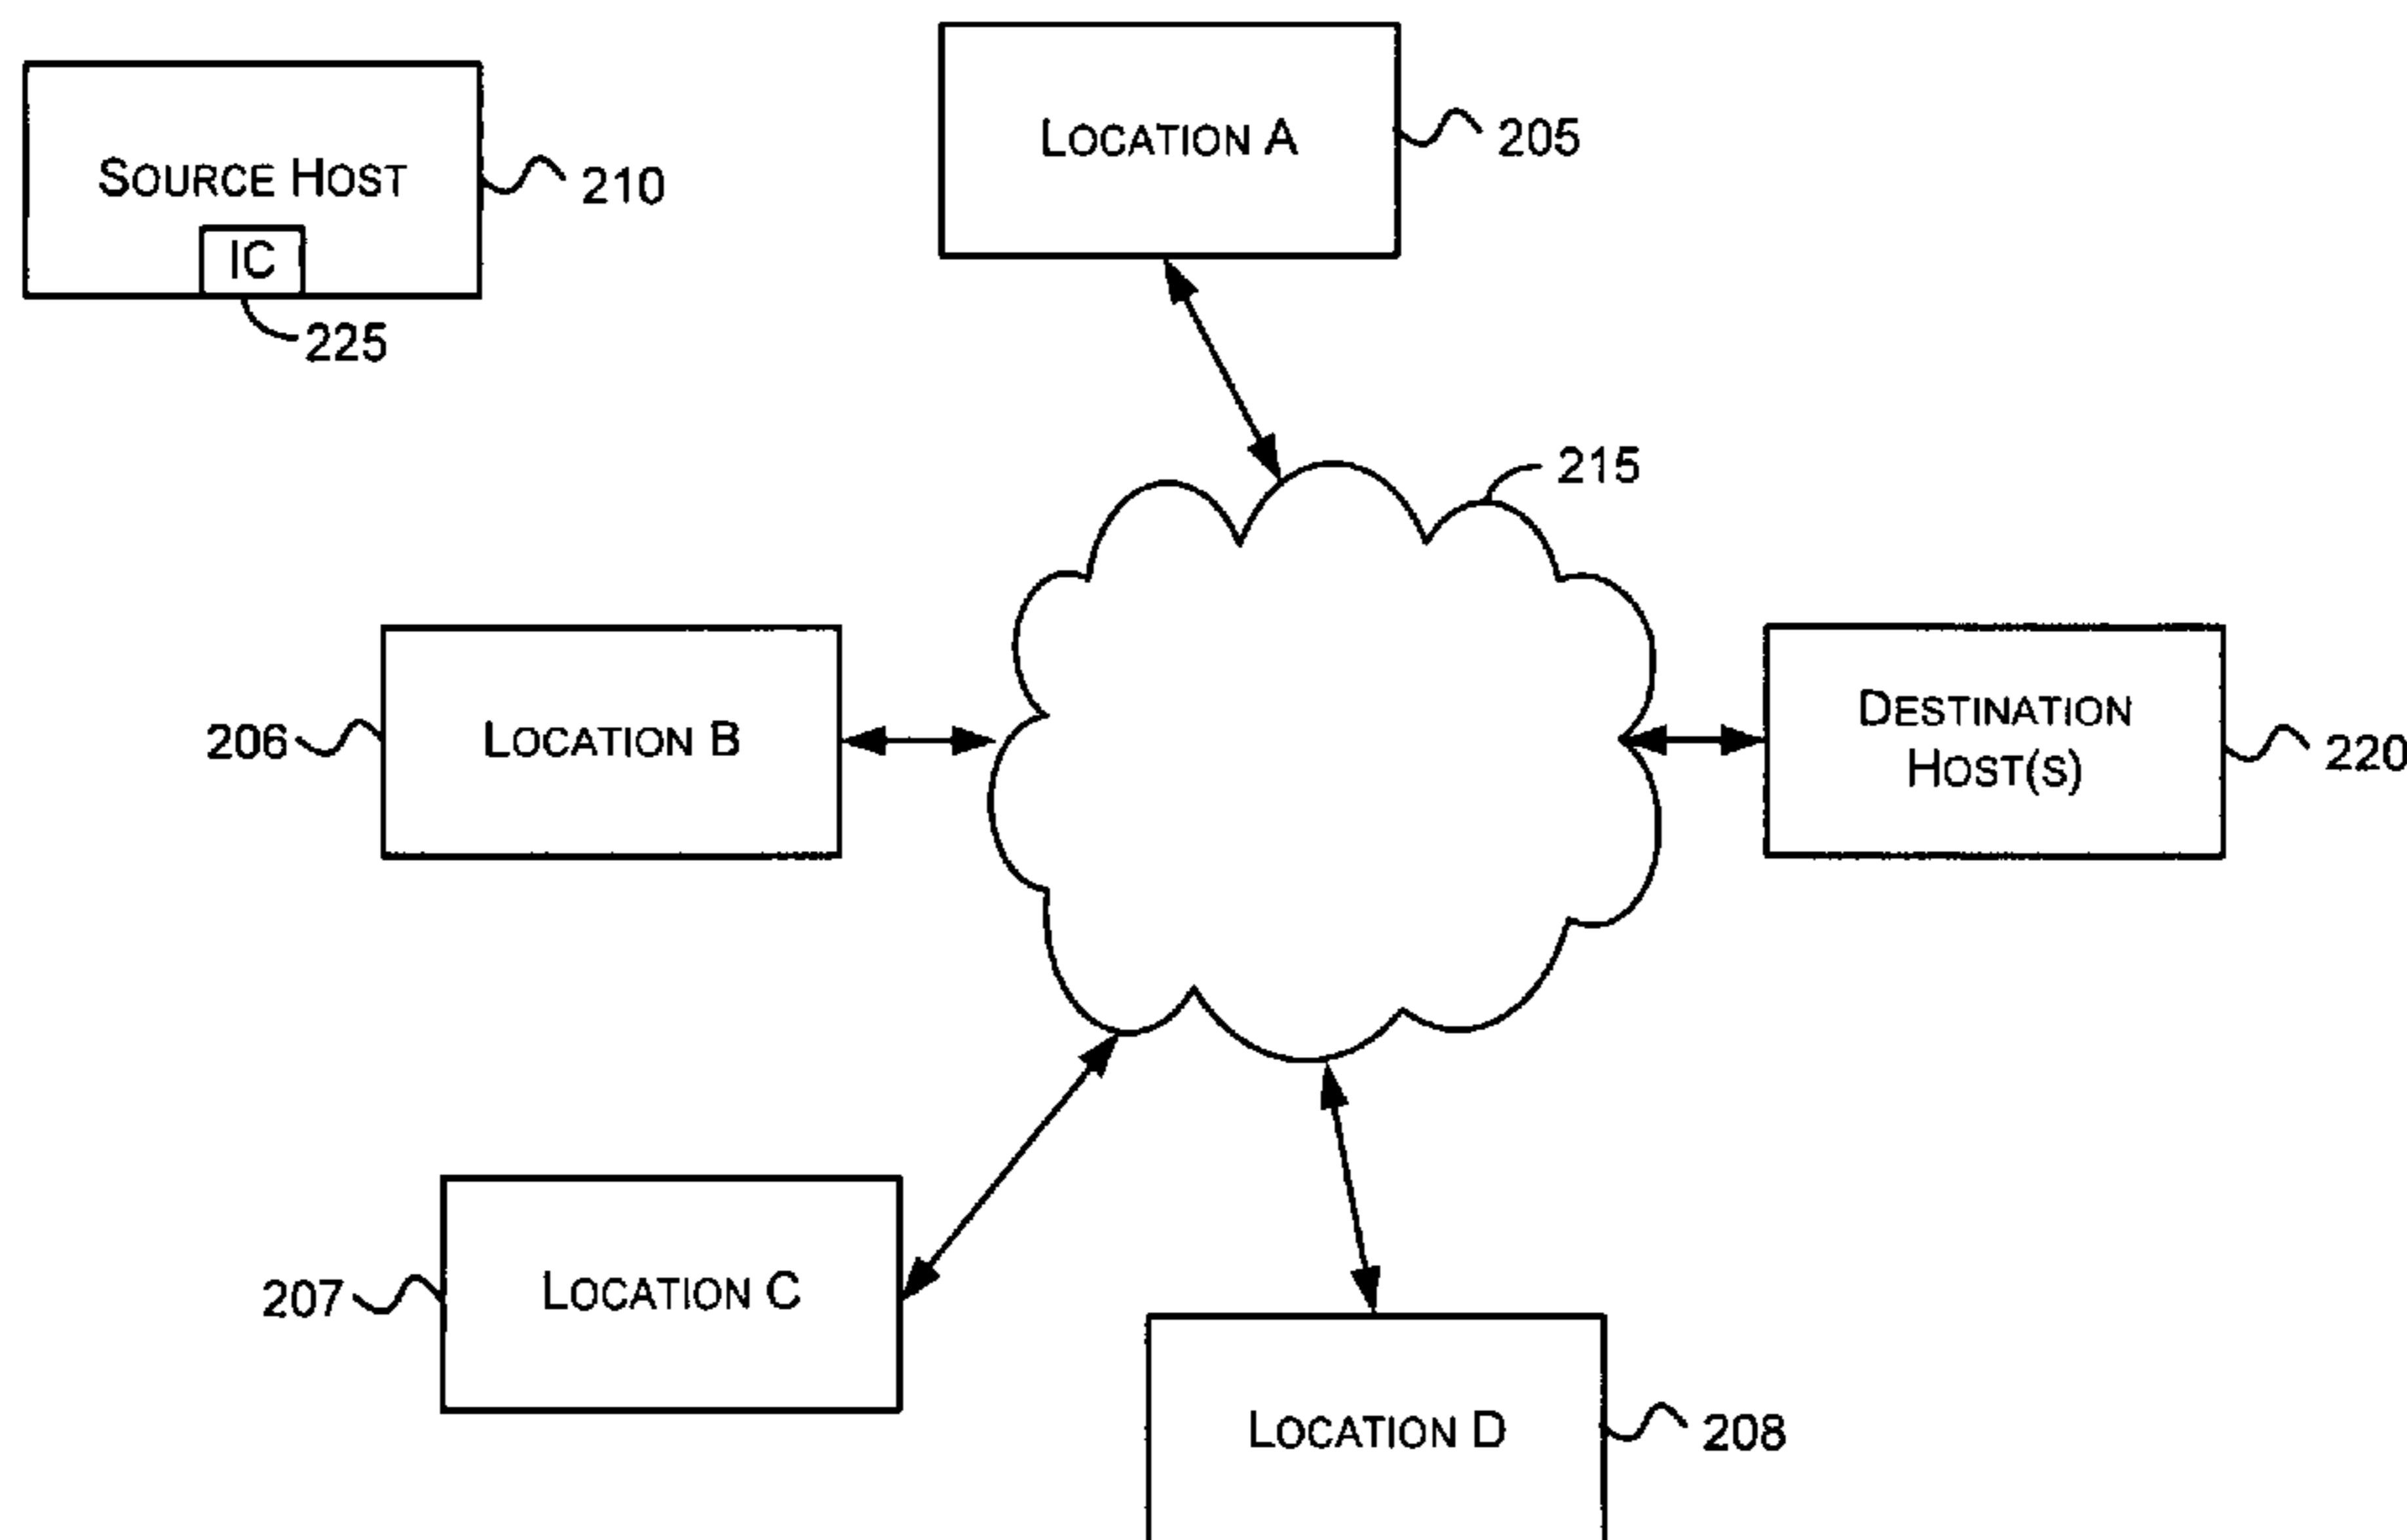 LOCATION A
205
SOURCE HOST
210
IC
225
215
LOCATION B
206
DESTINATION
HOST(S)
220
LOCATION C
207
LOCATION D
208